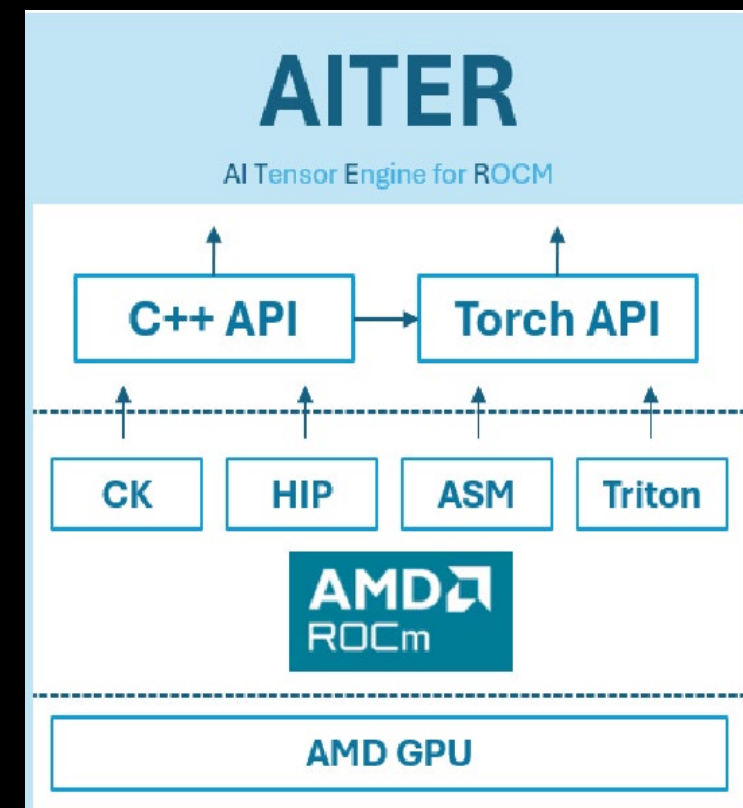 AITER
AI Tensor Engine for ROCM
C++ API
Torch API
CK
HIP
ASM
Triton
AMD
ROCm
AMD GPU